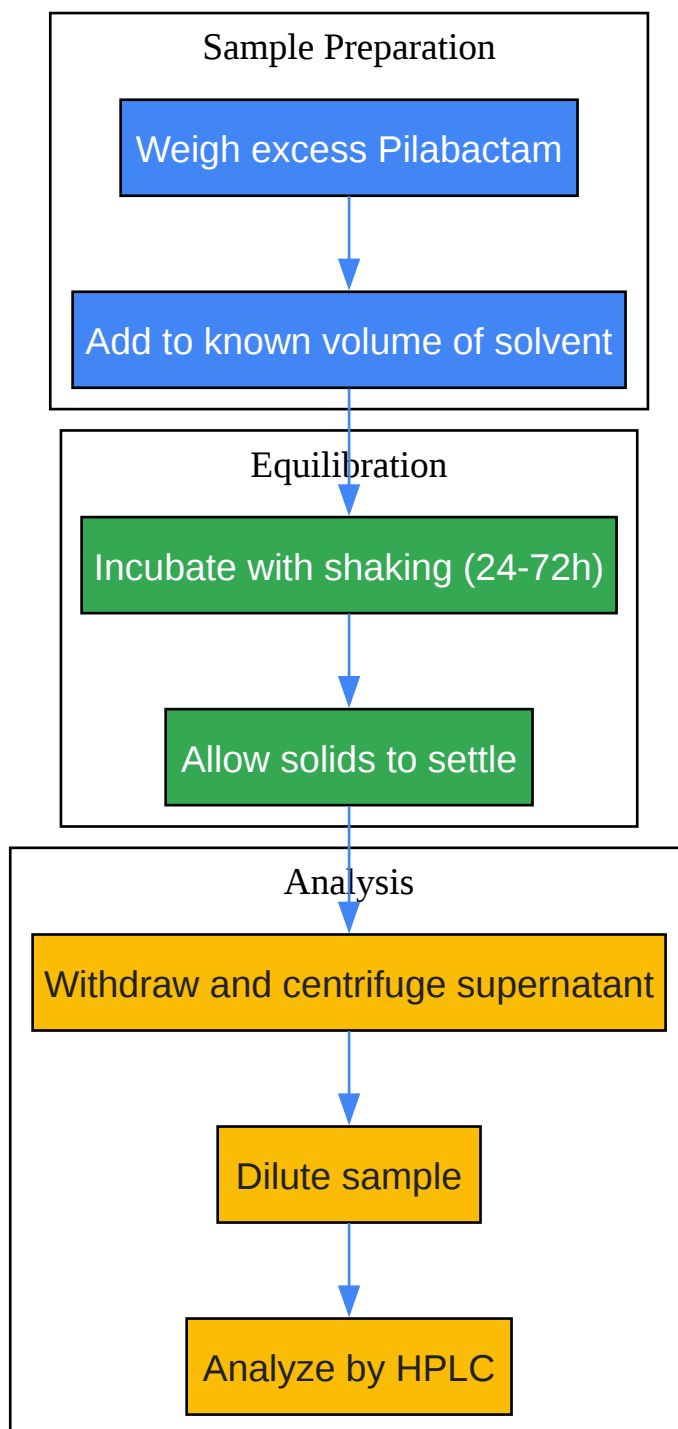 Sample Preparation
Weigh excess Pilabactam
Add to known volume of solvent
Equilibration
Incubate with shaking (24-72h)
Allow solids to settle
Analysis
Withdraw and centrifuge supernatant
Dilute sample
Analyze by HPLC